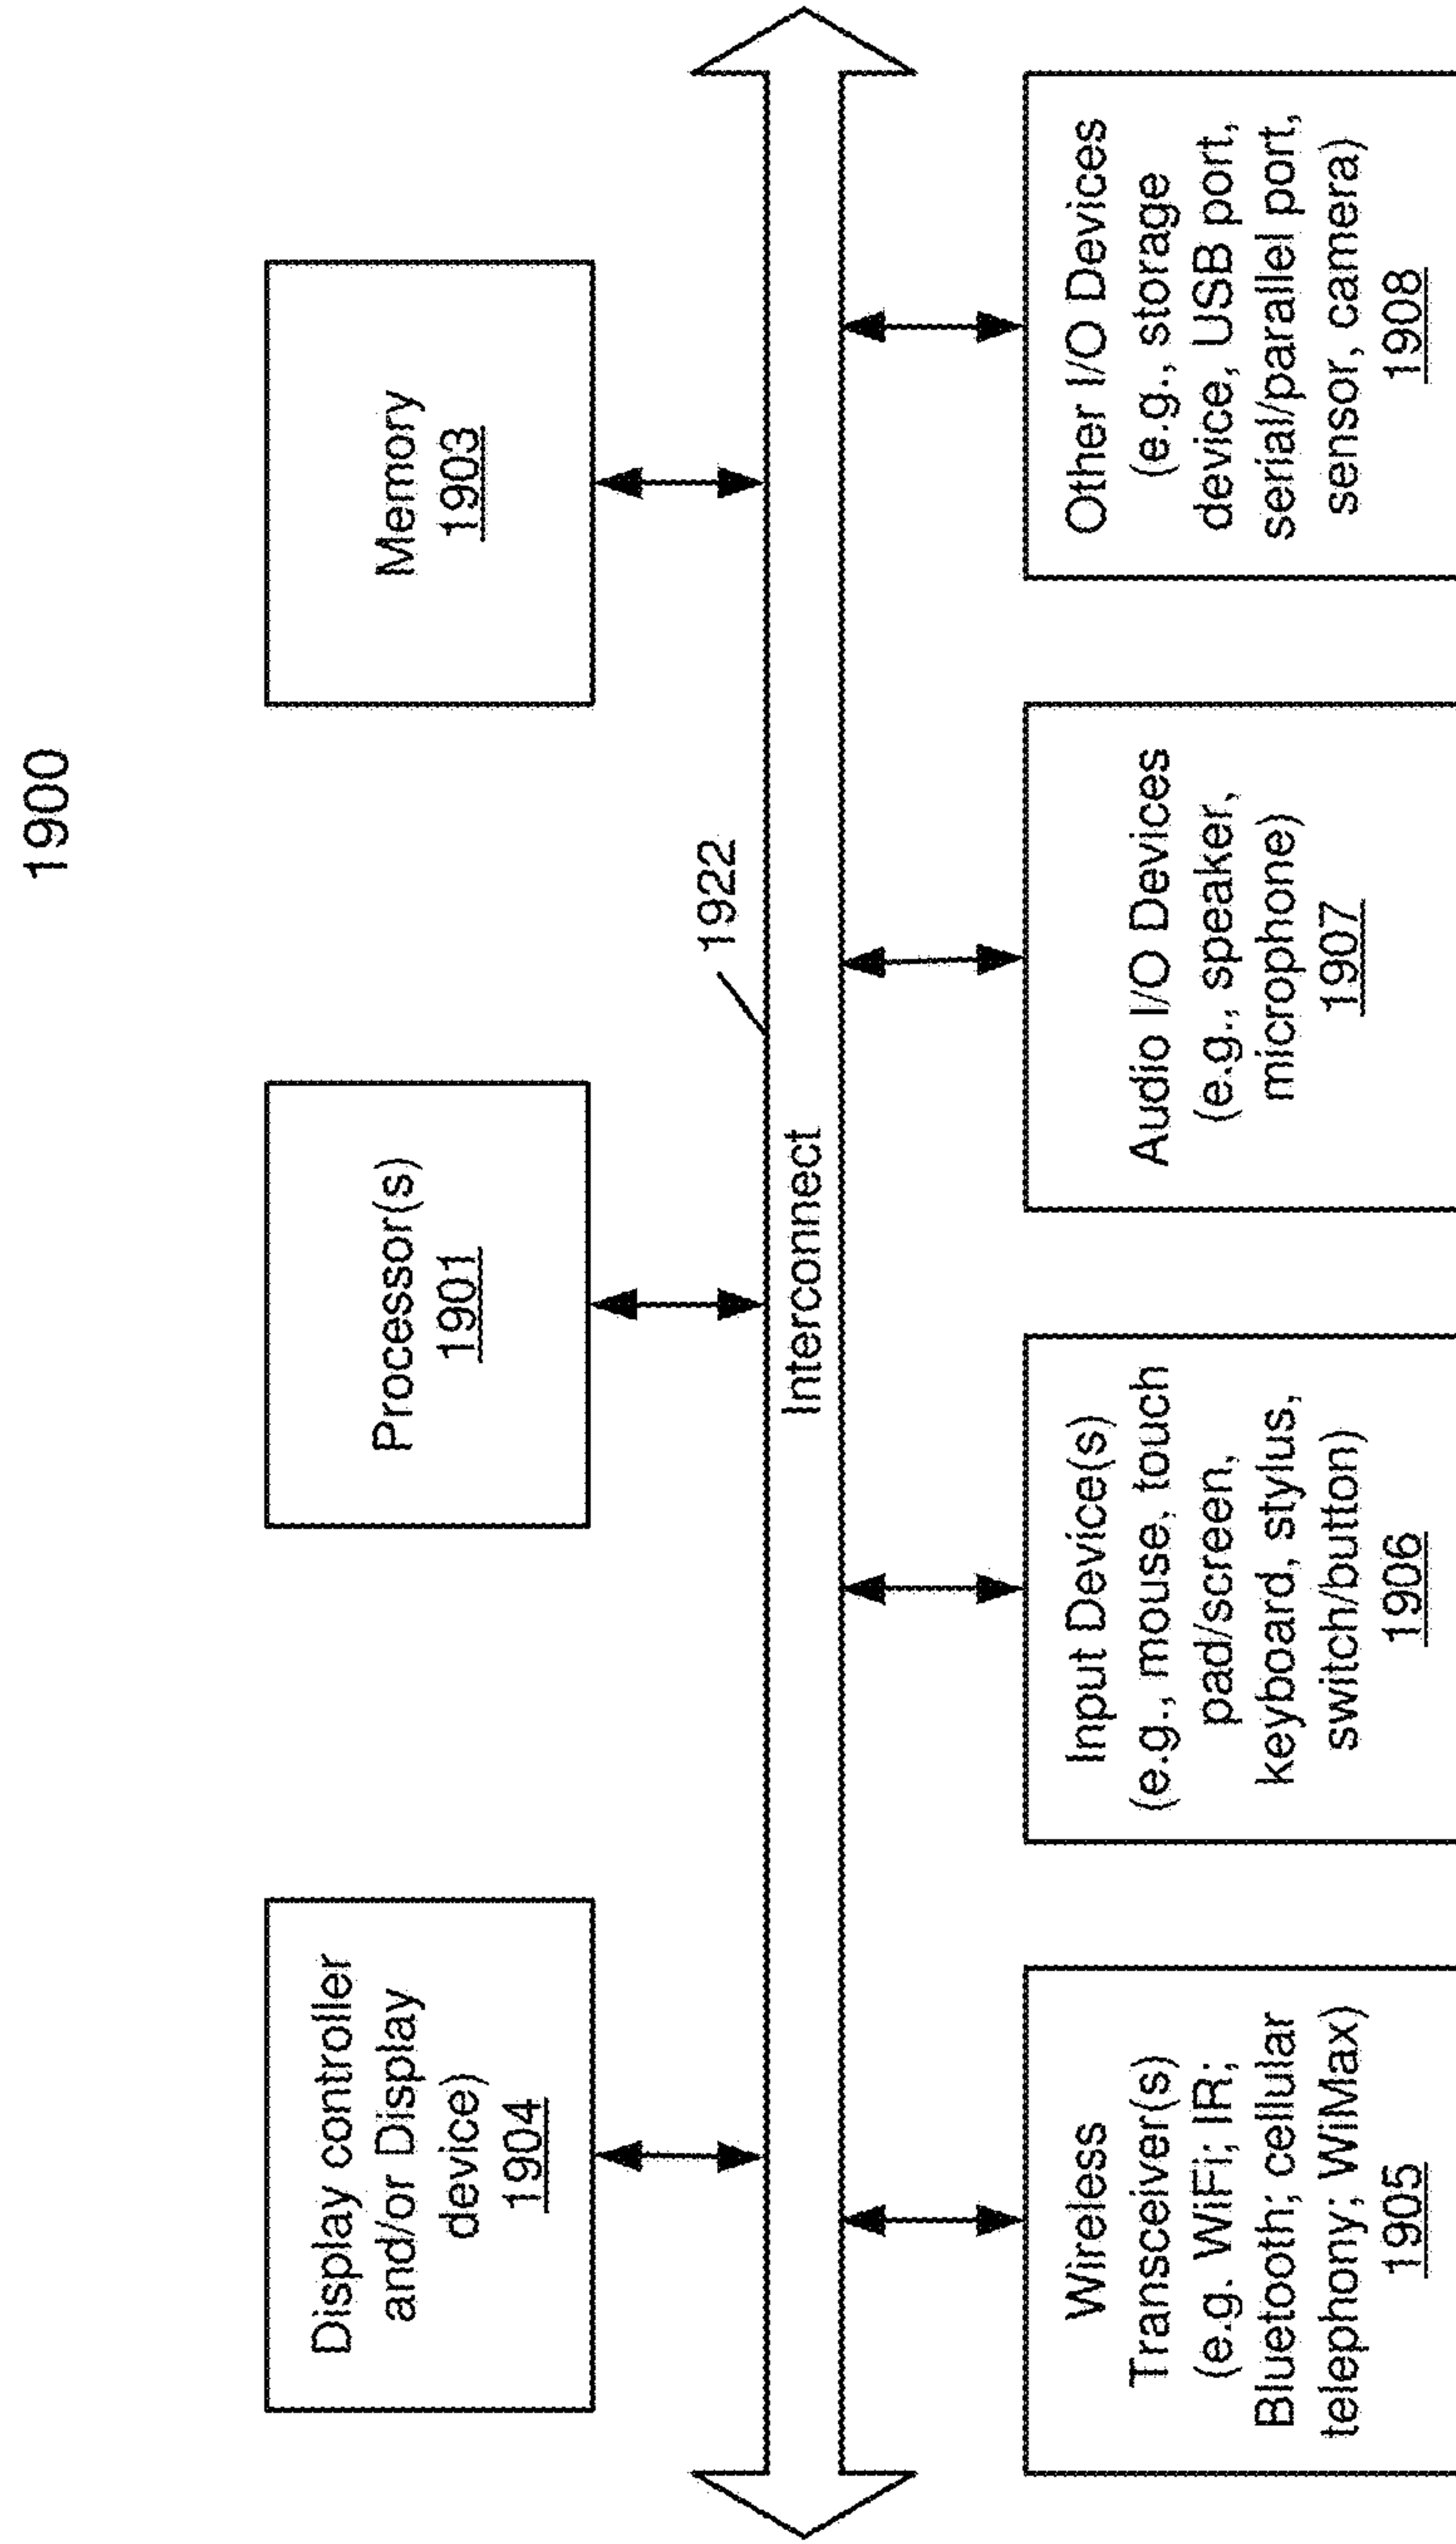 1900
Display controller
and/or Display
device)
1904
Processor(s)
1901
Memory
1903
1922
Interconnect
Wireless
Transceiver(s)
(e.g. WiFi; IR;
Bluetooth; cellular
telephony; WiMax)
1905
Input Device(s)
(e.g., mouse, touch
pad/screen,
keyboard, stylus,
switch/button)
1906
Audio I/O Devices
(e.g., speaker,
microphone)
1907
Other I/O Devices
(e.g., storage
device, USB port,
serial/parallel port,
sensor, camera)
1908